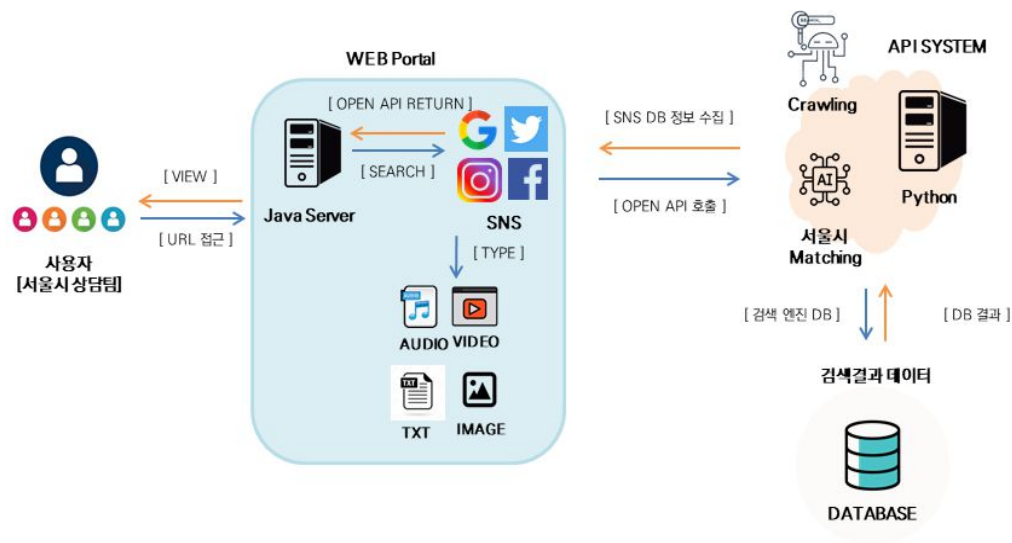 WEB Portal
API SYSTEM
[ OPEN API RETURN ]
[ SEARCH ]
Java Server
SNS
[ TYPE ]
AUDIO
AUDIO
VIDEO
TXT
TXT
IMAGE
[ VIEW ]
[ URL 접근 ]
사용자
[서울시 상담팀]
[ SNS DB 정보 수집 ]
[ OPEN API 호출 ]
Crawling
AI
Python
서울시
Matching
[ 검색 엔진 DB ]
[ DB 결과 ]
검색결과 데이터
DATABASE